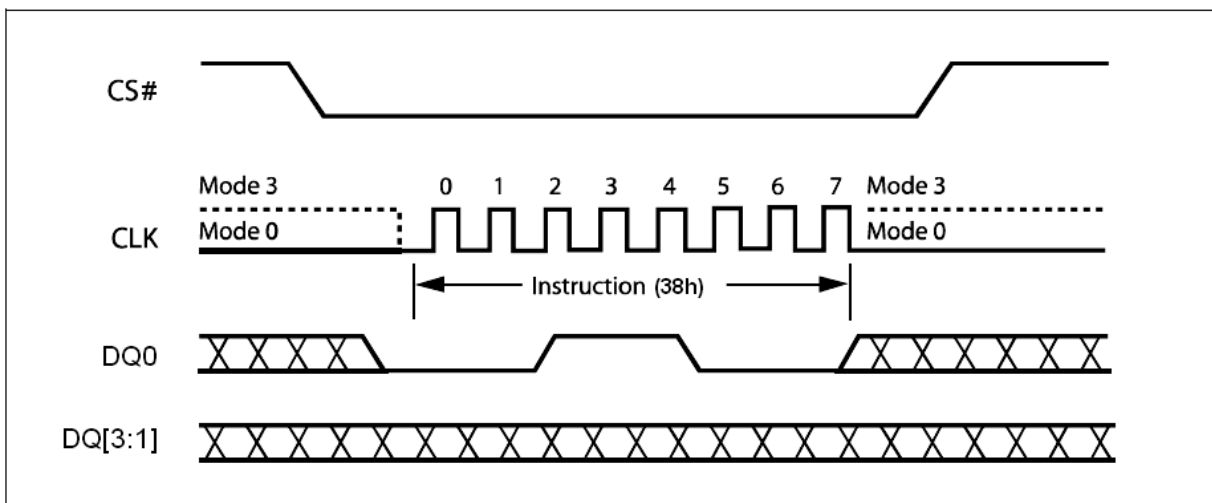 CS#
Mode 3
0 1 2 3 4 5 6 7
Mode 3
CLK
Mode 0
Mode 0
Instruction (38h)
DQ0
DQ[3:1]